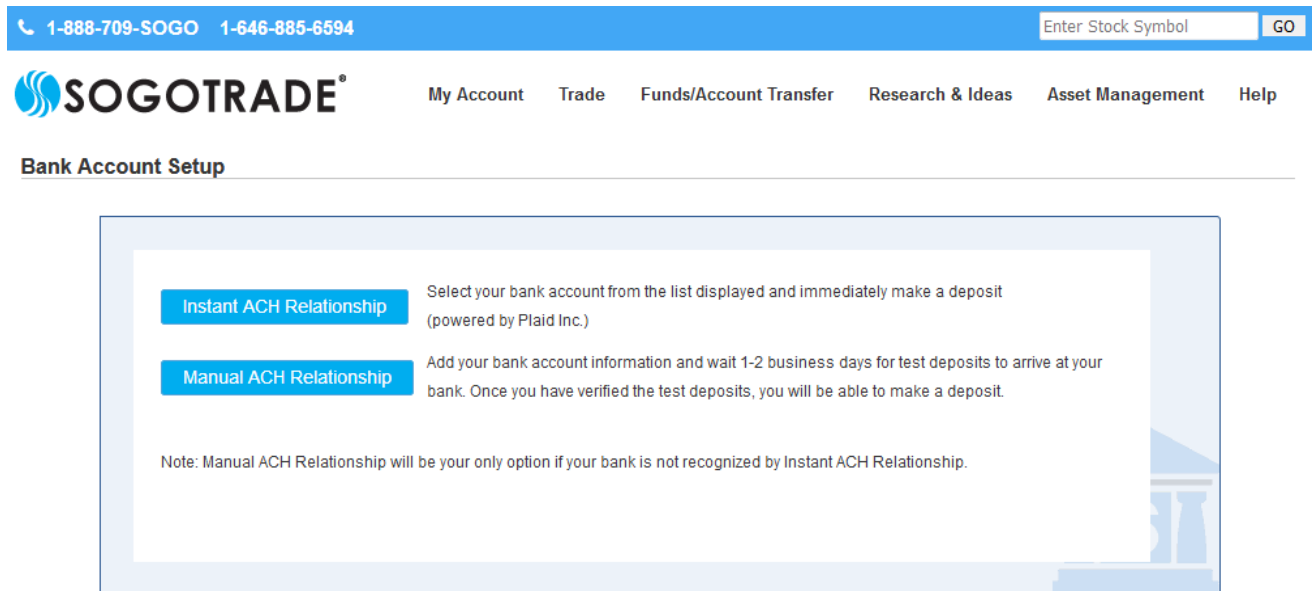 1-888-709-SOGO 1-646-885-6594 Enter Stock Symbol GO
SOGOTRADE® My Account Trade Funds/Account Transfer Research & Ideas Asset Management Help
Bank Account Setup
Instant ACH Relationship Select your bank account from the list displayed and immediately make a deposit
(powered by Plaid Inc.)
Manual ACH Relationship Add your bank account information and wait 1-2 business days for test deposits to arrive at your
bank. Once you have verified the test deposits, you will be able to make a deposit.
Note: Manual ACH Relationship will be your only option if your bank is not recognized by Instant ACH Relationship.